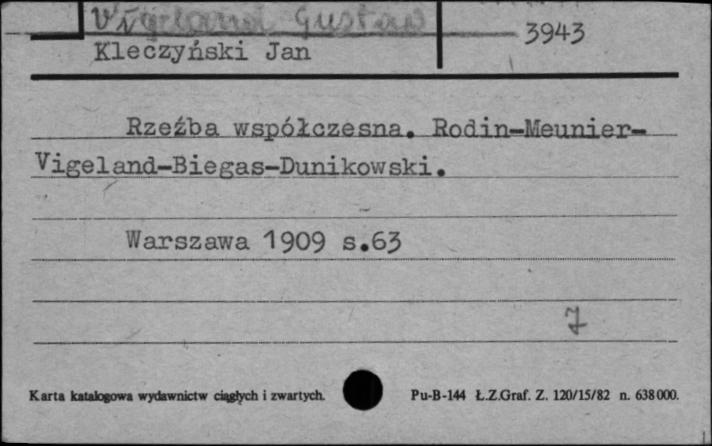 Vigeland Gustaw
3943
Kleczyński Jan
Rzeźba współczesna. Rodin-Meunier-
Vigeland-Biegas-Dunikowski.
Warszawa 1909 s.63
7
Karta katalogowa wydawnictw ciągłych i zwartych.
Pu-B-144 Ł.Z.Graf. Z. 120/15/82 n. 638000.